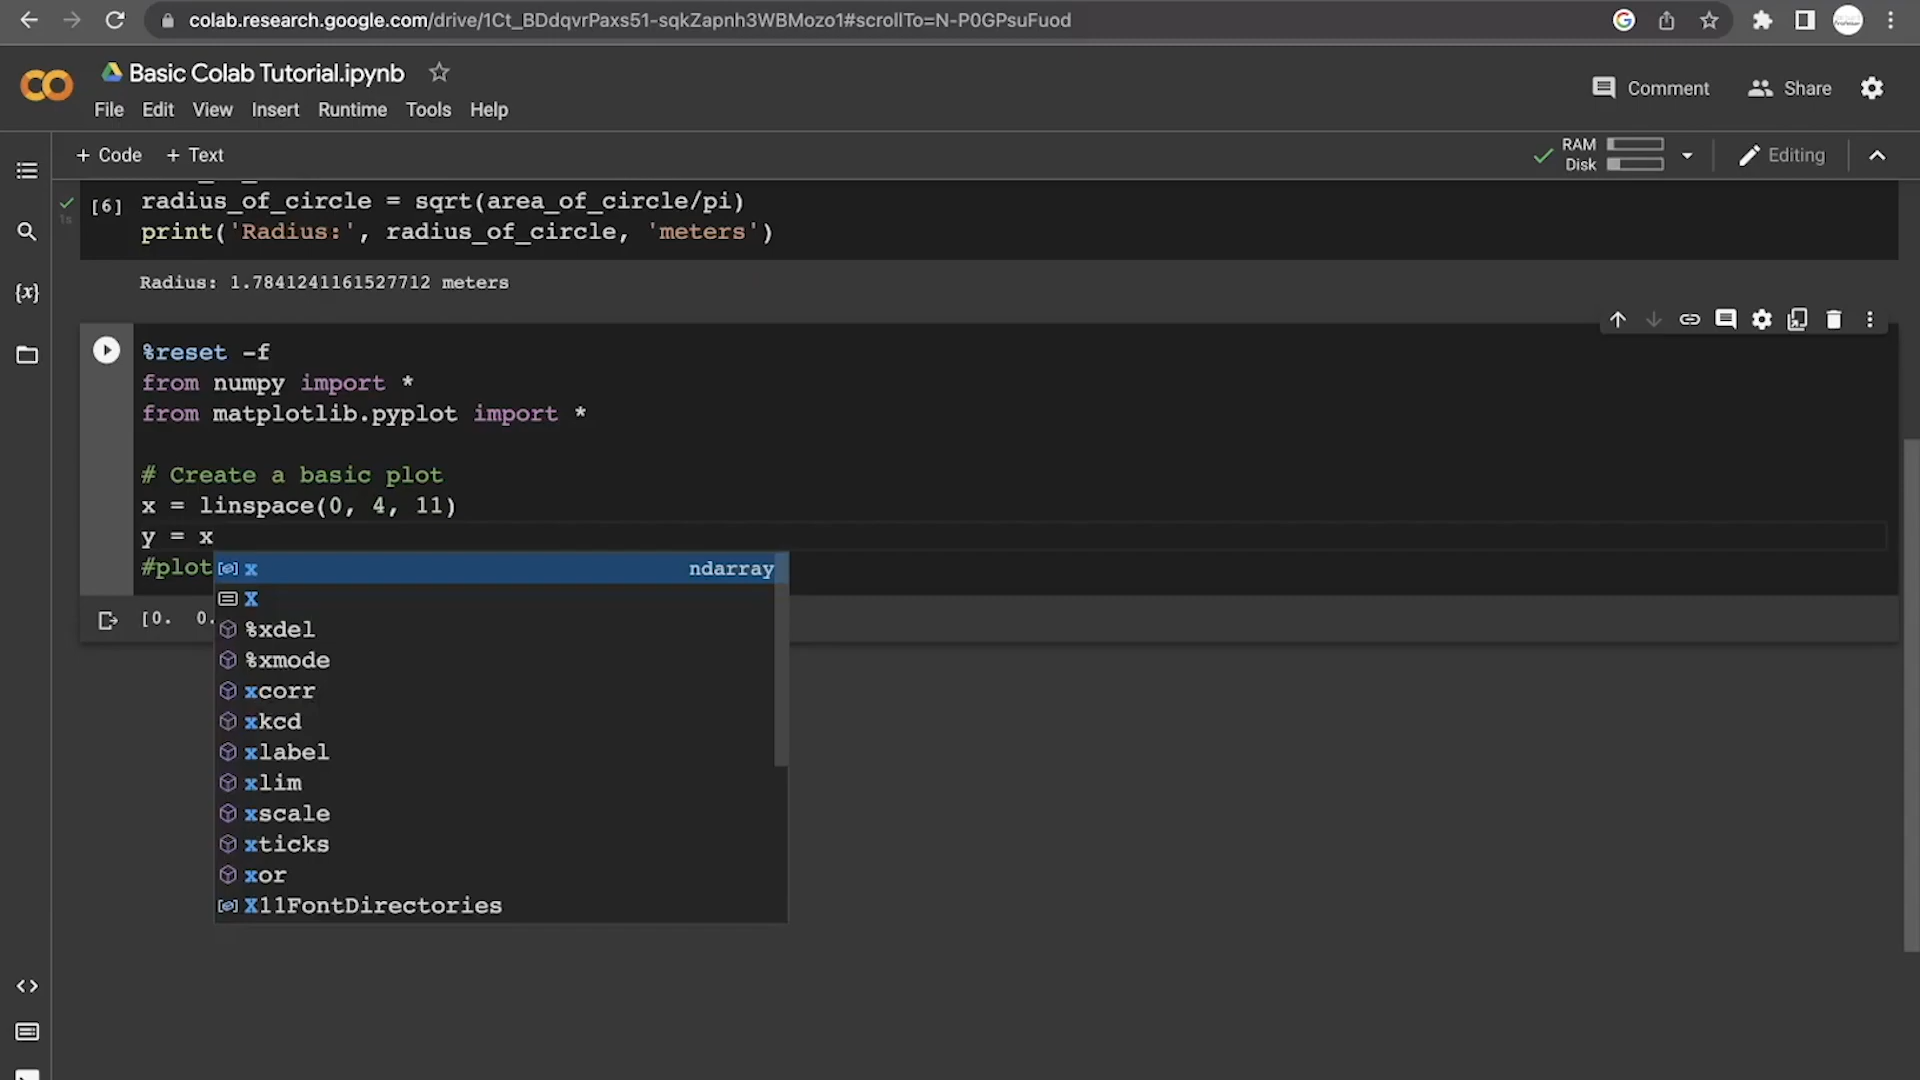 colab.research.google.com/drive/1Ct_BDdqvrPaxs51-sqkZapnh3WBMozo1#scrollTo=N-P0GPsuFuod
Basic Colab Tutorial.ipynb
Comment
Share
File Edit View Insert Runtime Tools Help
+ Code + Text
RAM
Disk
Editing
[6] radius_of_circle = sqrt(area_of_circle/pi)
1s
print('Radius:', radius_of_circle, 'meters')
Radius: 1.7841241161527712 meters
%reset -f
from numpy import *
from matplotlib.pyplot import *
# Create a basic plot
x = linspace(0, 4, 11)
y = x
#plot
x ndarray
X
[0. 0.
%xdel
%xmode
xcorr
xkcd
xlabel
xlim
xscale
xticks
xor
X11FontDirectories